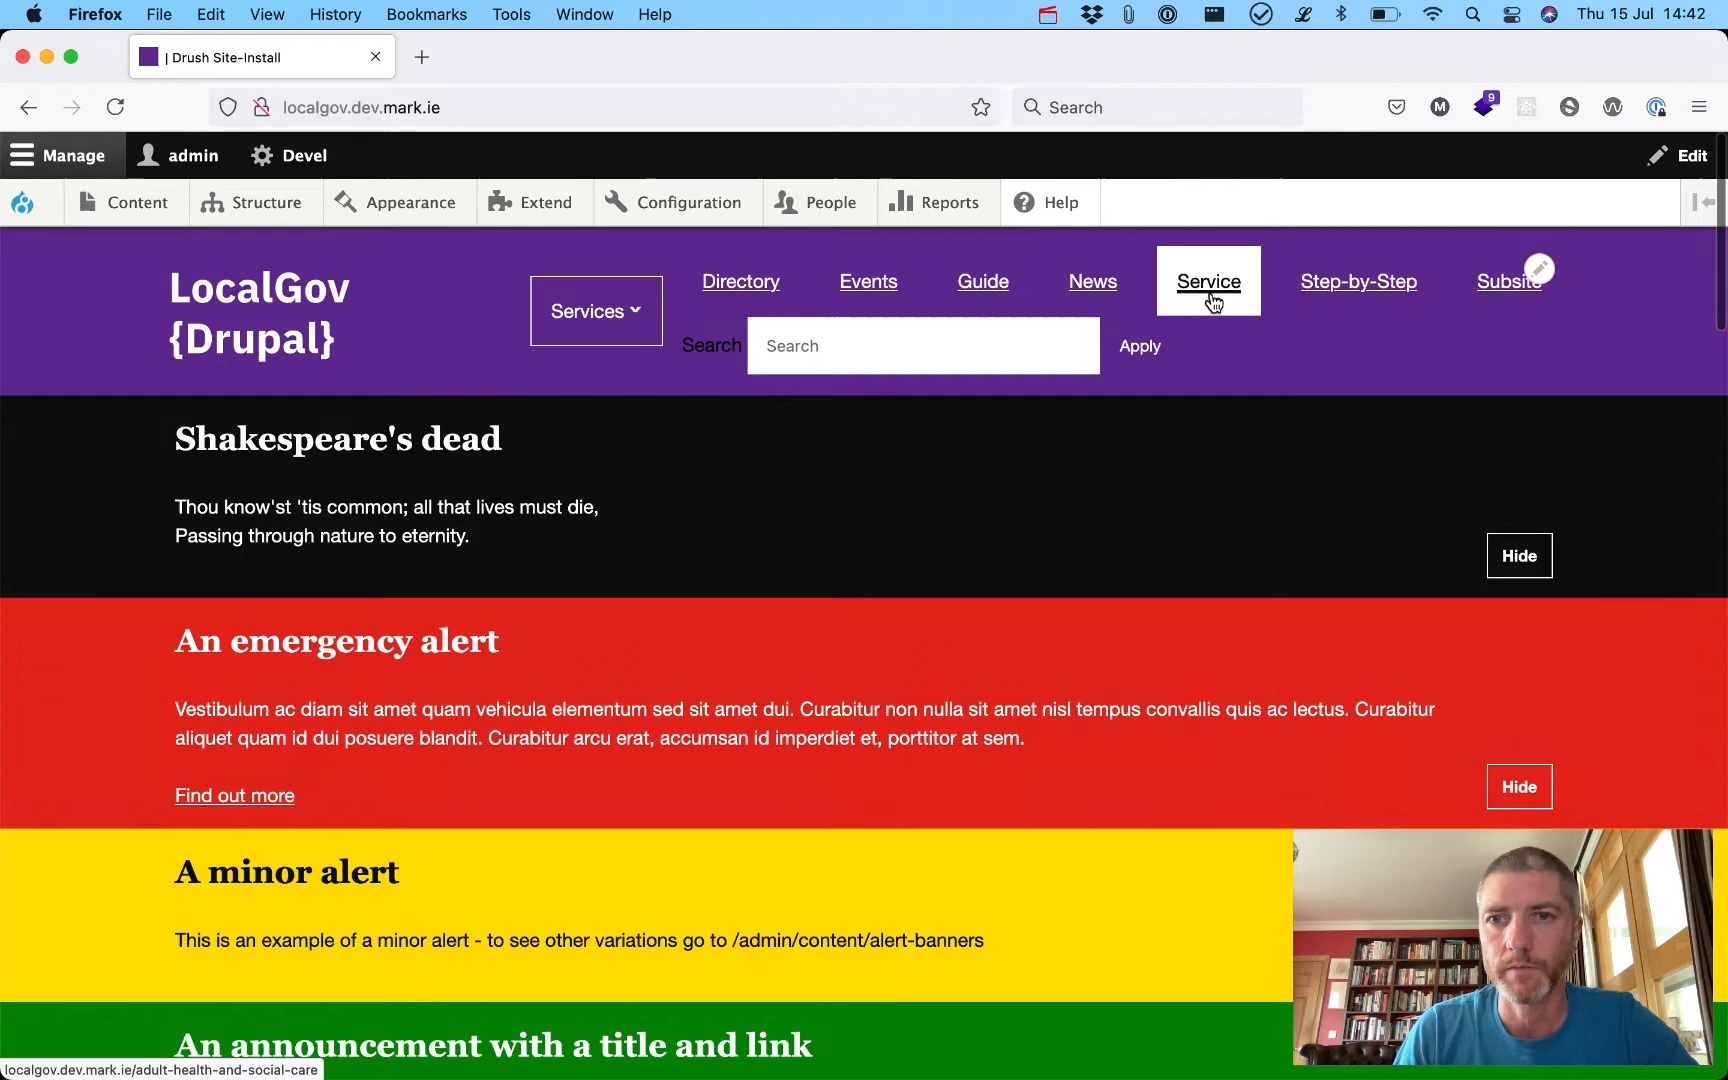 Firefox File Edit View History Bookmarks Tools Window Help Thu 15 Jul 14:42
| Drush Site-Install
localgov.dev.mark.ie Search M 9
Manage admin Devel Edit
Content Structure Appearance Extend Configuration People Reports Help
LocalGov
{Drupal}
Services
Directory Events Guide News Service Step-by-Step Subsite
Search Search Apply
Shakespeare's dead
Thou know'st 'tis common; all that lives must die,
Passing through nature to eternity.
Hide
An emergency alert
Vestibulum ac diam sit amet quam vehicula elementum sed sit amet dui. Curabitur non nulla sit amet nisl tempus convallis quis ac lectus. Curabitur
aliquet quam id dui posuere blandit. Curabitur arcu erat, accumsan id imperdiet et, porttitor at sem.
Hide
Find out more
A minor alert
This is an example of a minor alert - to see other variations go to /admin/content/alert-banners
An announcement with a title and link
localgov.dev.mark.ie/adult-health-and-social-care